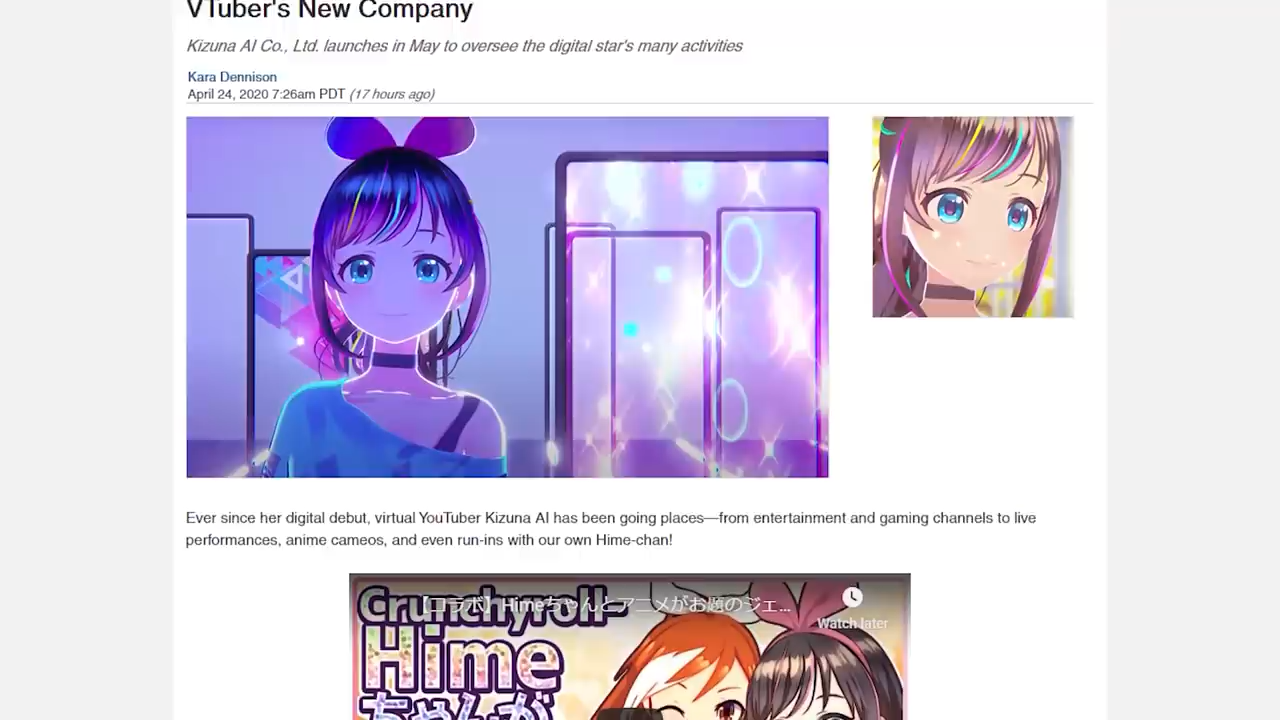 VTuber's New Company
Kizuna AI Co., Ltd. launches in May to oversee the digital star's many activities
Kara Dennison
April 24, 2020 7:26am PDT (17 hours ago)
Ever since her digital debut, virtual YouTuber Kizuna AI has been going places—from entertainment and gaming channels to live
performances, anime cameos, and even run-ins with our own Hime-chan!
【コラボ】Himeちゃんとアニメがお題のジェ...
Watch later
Crunchyroll-
Hime
ちゃんが